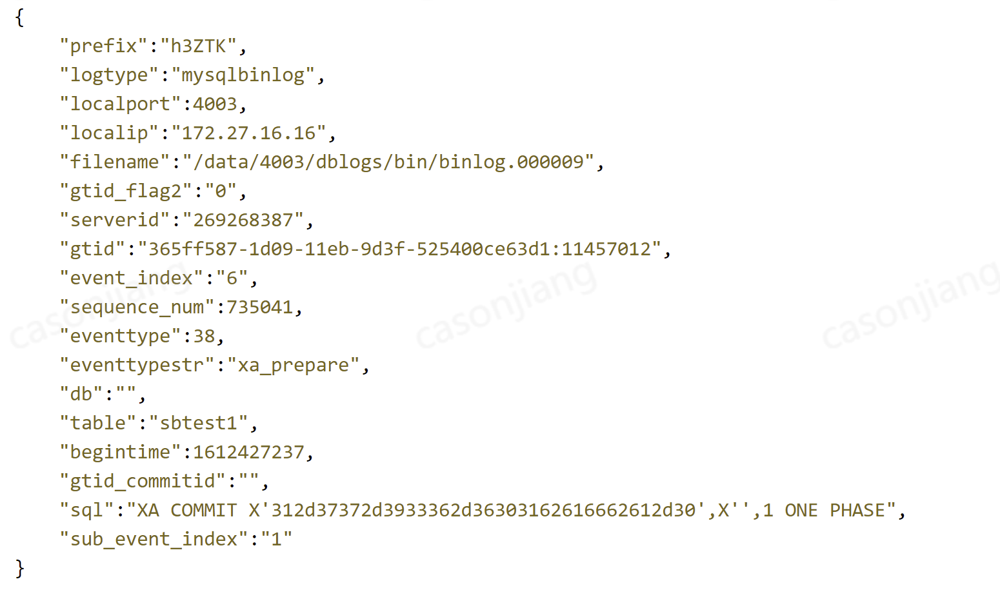 {
"prefix":"h3ZTK",
"logtype":"mysqlbinlog",
"localport":4003,
"localip":"172.27.16.16",
"filename":"/data/4003/dblogs/bin/binlog.000009",
"gtid_flag2":"0",
"serverid":"269268387",
"gtid":"365ff587-1d09-11eb-9d3f-525400ce63d1:11457012",
"event_index":"6",
"sequence_num":735041,
"eventtype":38,
"eventtypestr":"xa_prepare",
"db":"",
"table":"sbtest1",
"begintime":1612427237,
"gtid_commitid":"",
"sql":"XA COMMIT X'312d37372d3933362d36303162616662612d30',X'',1 ONE PHASE",
"sub_event_index":"1"
}
casonjiang
casonjiang
casonjiang